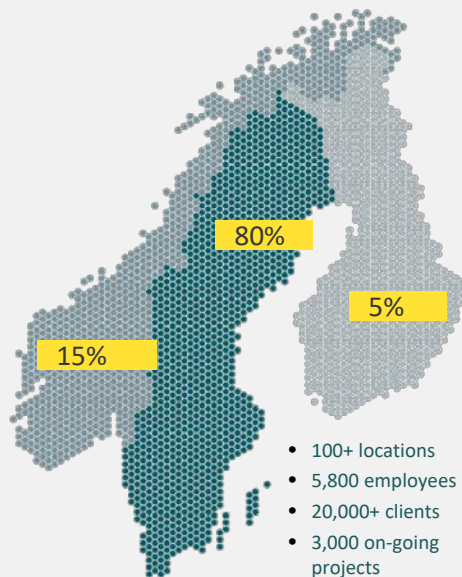 80%
5%
15%
• 100+ locations
• 5,800 employees
• 20,000+ clients
• 3,000 on-going
projects